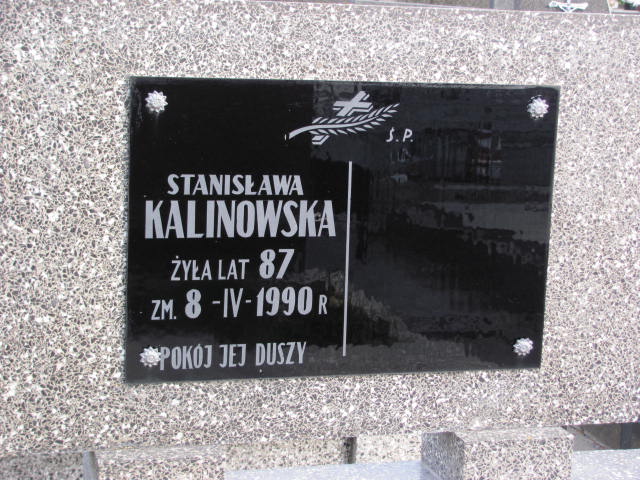 Ś.P.
STANISŁAWA
KALINOWSKA
ŻYŁA LAT 87
ZM. 8-IV-1990 R
POKÓJ JEJ DUSZY